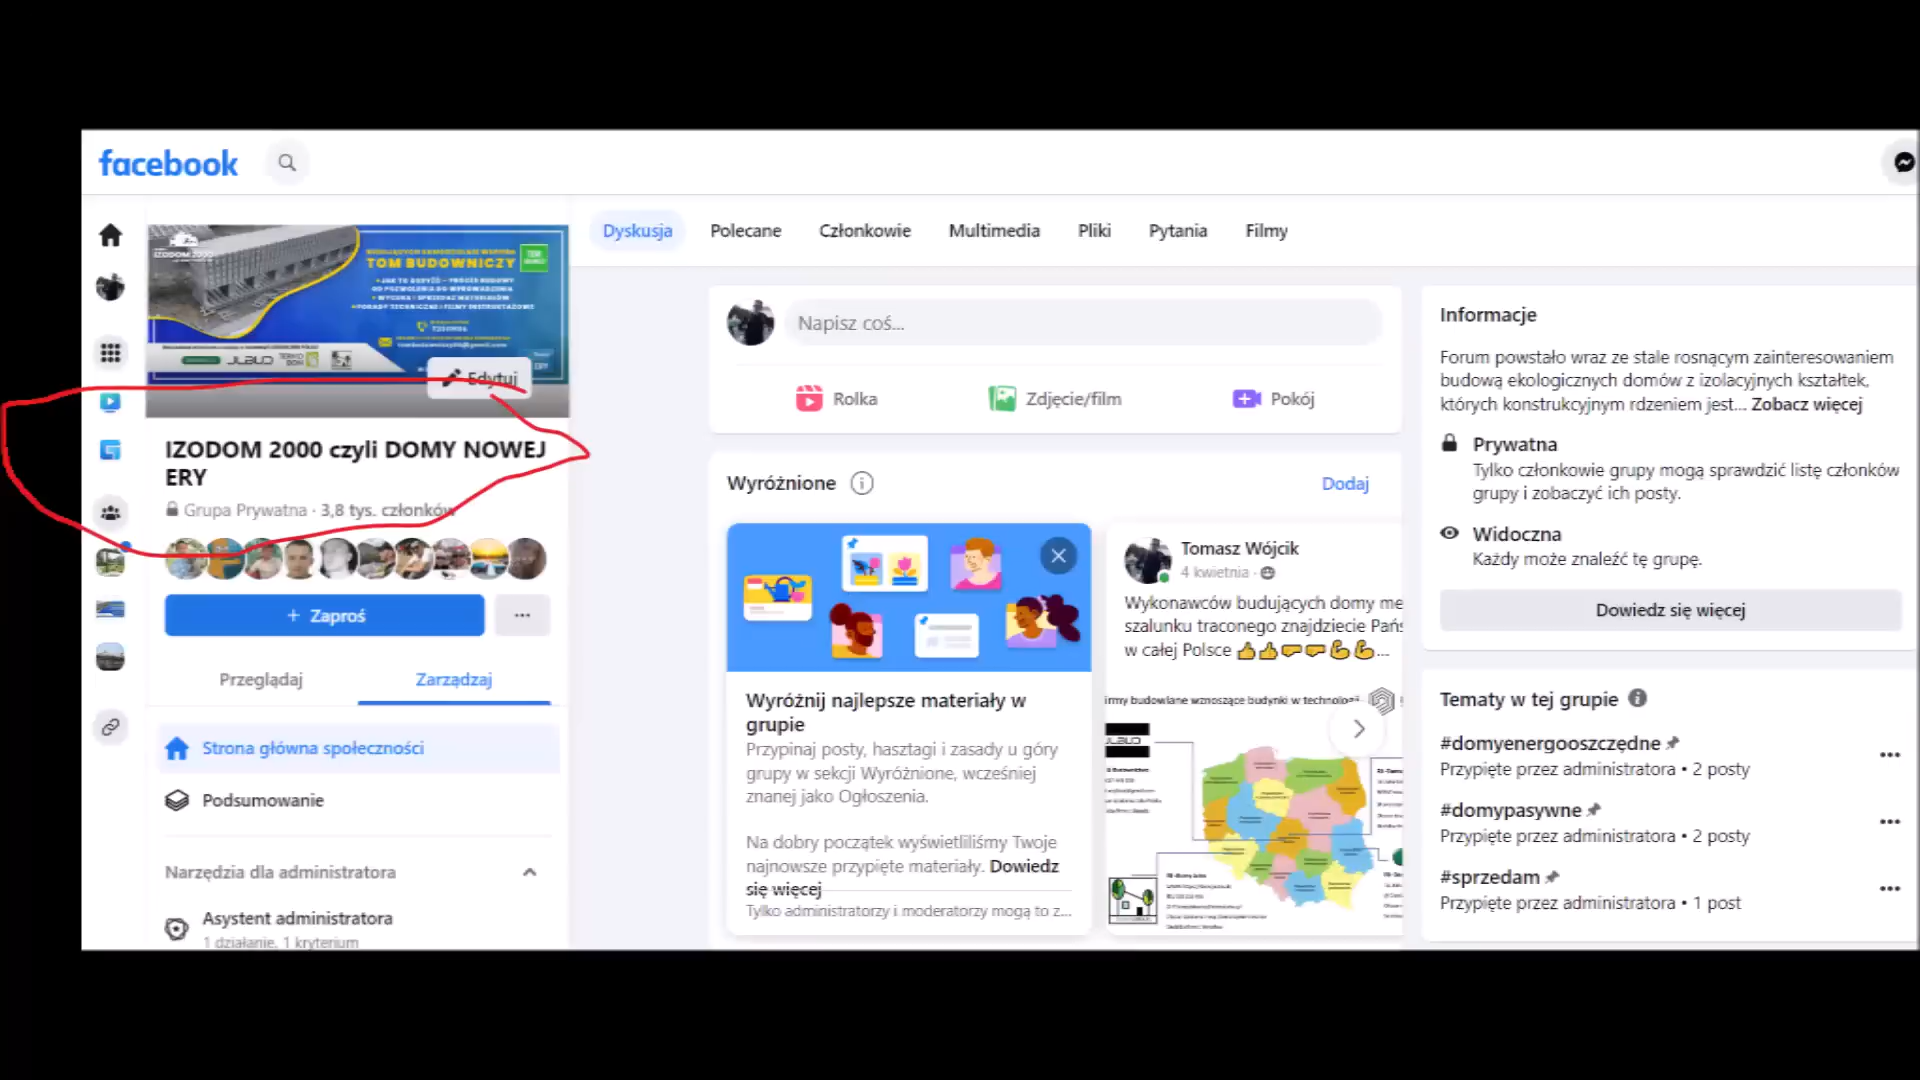 facebook
IZODOM 2000
TOM BUDOWNICZY
Edytuj
IZODOM 2000 czyli DOMY NOWEJ
ERY
Grupa Prywatna · 3,8 tys. członków
+ Zaproś
Przeglądaj
Zarządzaj
Strona główna społeczności
Podsumowanie
Narzędzia dla administratora
Asystent administratora
1 działanie, 1 kryterium
Dyskusja
Polecane
Członkowie
Multimedia
Pliki
Pytania
Filmy
Napisz coś...
Rolka
Zdjęcie/film
Pokój
Wyróżnione
Dodaj
Wyróżnij najlepsze materiały w
grupie
Przypinaj posty, hasztagi i zasady u góry
grupy w sekcji Wyróżnione, wcześniej
znanej jako Ogłoszenia.
Na dobry początek wyświetliliśmy Twoje
najnowsze przypięte materiały. Dowiedz
się więcej
Tylko administratorzy i moderatorzy mogą to z...
Tomasz Wójcik
4 kwietnia ·
Wykonawców budujących domy me
szalunku traconego znajdziecie Pańs
w całej Polsce 👍👍🤛🤛💪💪...
irmy budowlane wznoszące budynki w technologi
Informacje
Forum powstało wraz ze stale rosnącym zainteresowaniem
budową ekologicznych domów z izolacyjnych kształtek,
których konstrukcyjnym rdzeniem jest... Zobacz więcej
Prywatna
Tylko członkowie grupy mogą sprawdzić listę członków
grupy i zobaczyć ich posty.
Widoczna
Każdy może znaleźć tę grupę.
Dowiedz się więcej
Tematy w tej grupie
#domyenergooszczędne
Przypięte przez administratora • 2 posty
#domypasywne
Przypięte przez administratora • 2 posty
#sprzedam
Przypięte przez administratora • 1 post